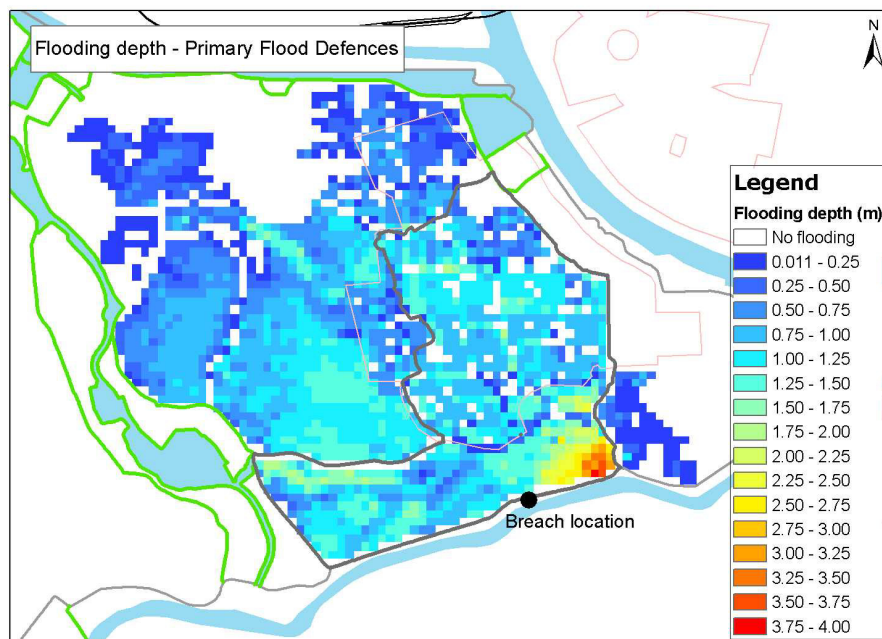 Flooding depth - Primary Flood Defences
N
Legend
Flooding depth (m)
No flooding
0.011 - 0.25
0.25 - 0.50
0.50 - 0.75
0.75 - 1.00
1.00 - 1.25
1.25 - 1.50
1.50 - 1.75
1.75 - 2.00
2.00 - 2.25
2.25 - 2.50
2.50 - 2.75
2.75 - 3.00
3.00 - 3.25
3.25 - 3.50
3.50 - 3.75
3.75 - 4.00
Breach location